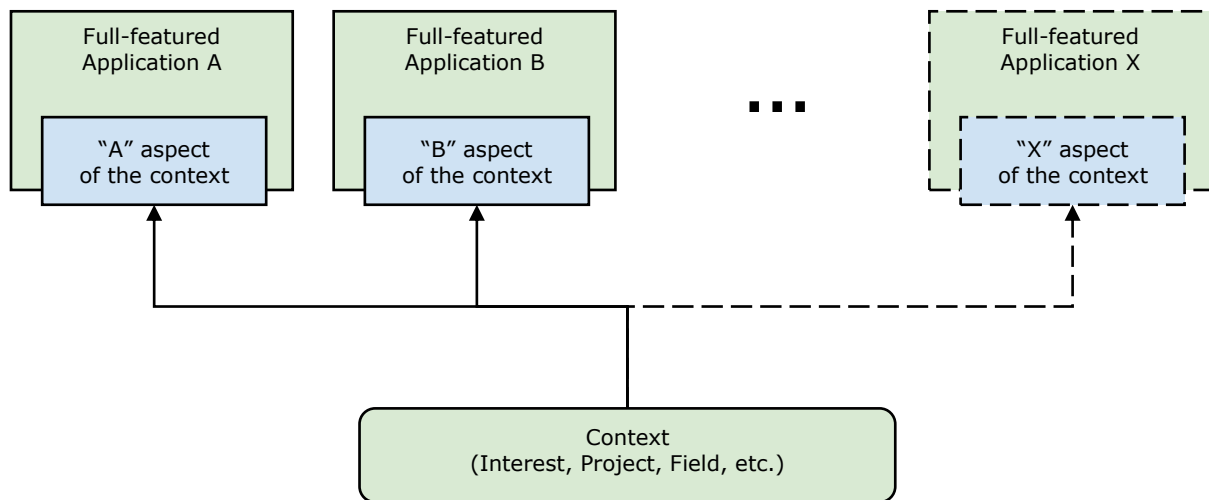 Full-featured
Application A
"A" aspect
of the context
Full-featured
Application B
"B" aspect
of the context
...
Full-featured
Application X
"X" aspect
of the context
Context
(Interest, Project, Field, etc.)